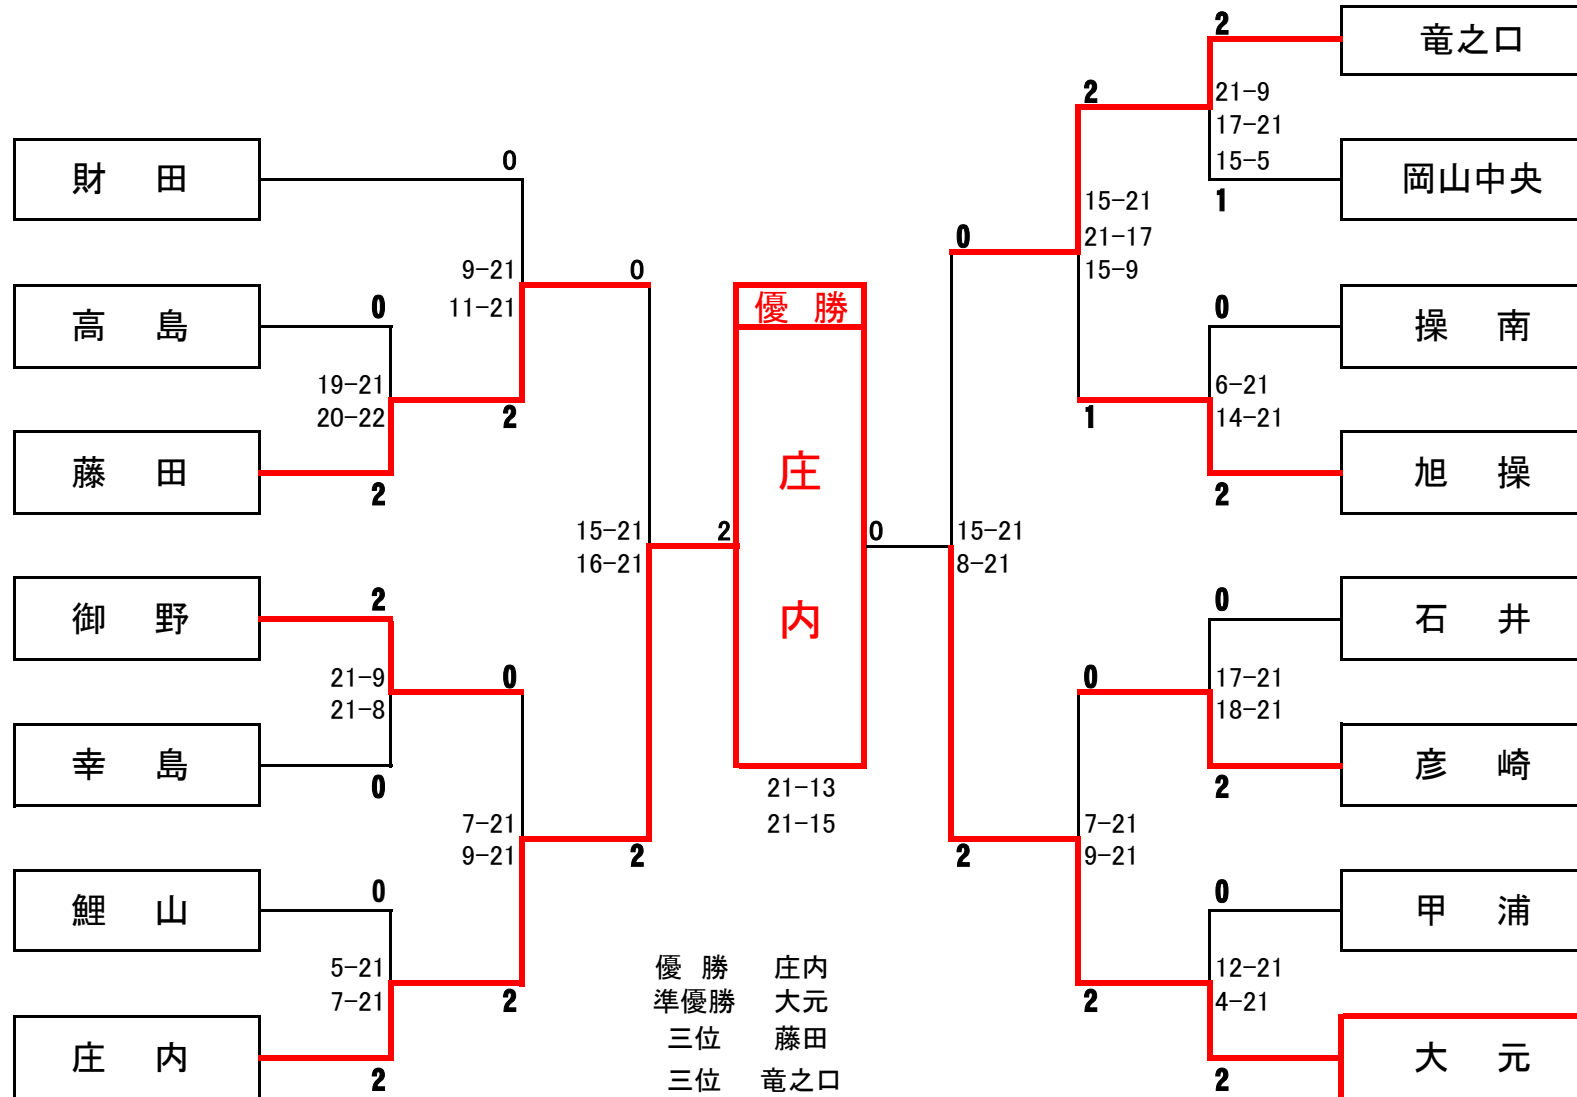 財 田
0
9-21
11-21
高 島
0
19-21
20-22
藤 田
2
2
0
15-21
16-21
2
御 野
2
21-9
21-8
幸 島
0
0
7-21
9-21
2
鯉 山
0
5-21
7-21
庄 内
2
2
優 勝
庄
内
21-13
21-15
優 勝 庄内
準優勝 大元
三位 藤田
三位 竜之口
2
竜之口
21-9
17-21
15-5
岡山中央
1
2
15-21
21-17
15-9
0
操 南
6-21
14-21
旭 操
2
1
0
0
15-21
8-21
0
石 井
17-21
18-21
彦 崎
2
0
7-21
9-21
2
0
甲 浦
12-21
4-21
大 元
2
2